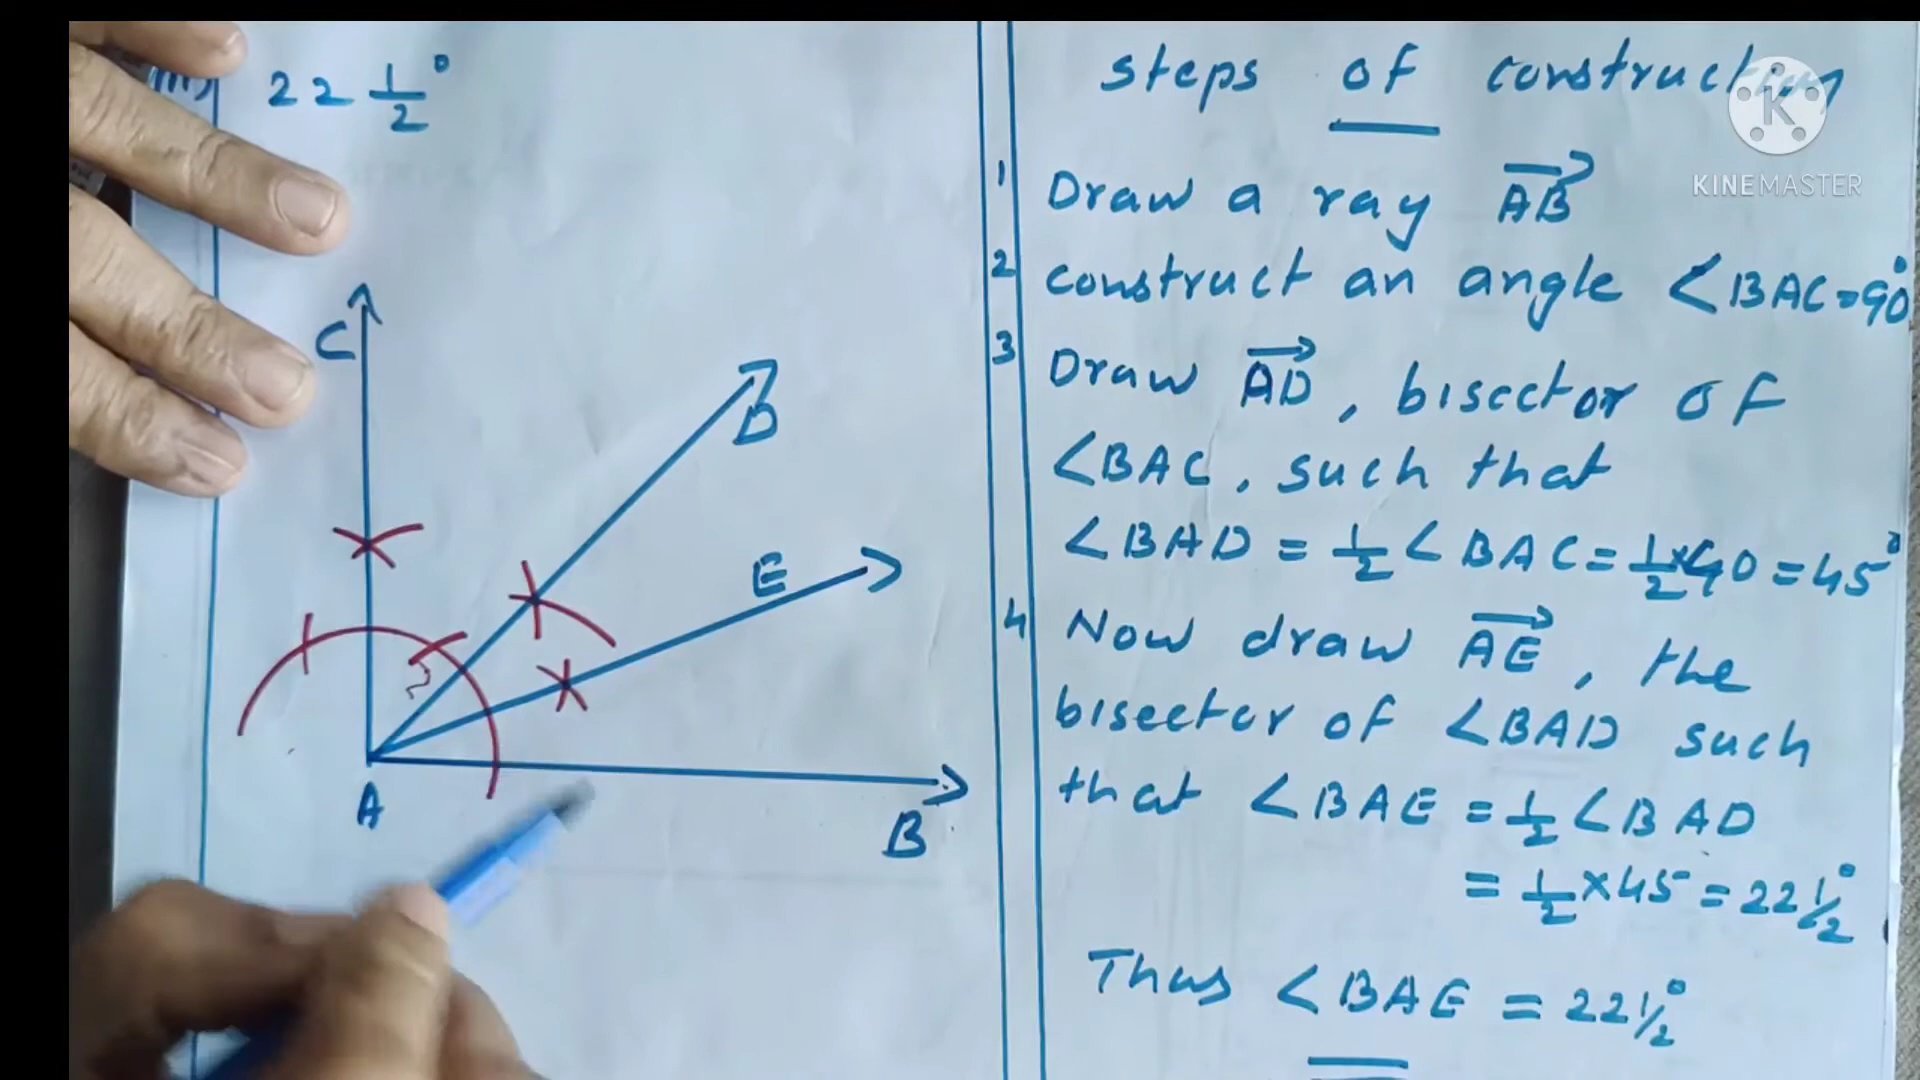 22 1/2°
C
D
E
A
B
steps of construction
1 Draw a ray AB
2 construct an angle ∠BAC=90°
3 Draw AD, bisector of
∠BAC, such that
∠BAD = 1/2 ∠BAC = 1/2×90 = 45°
4 Now draw AE, the
bisector of ∠BAD such
that ∠BAE = 1/2 ∠BAD
= 1/2 × 45 = 22 1/2°
Thus ∠BAE = 22 1/2°
K
KINEMASTER